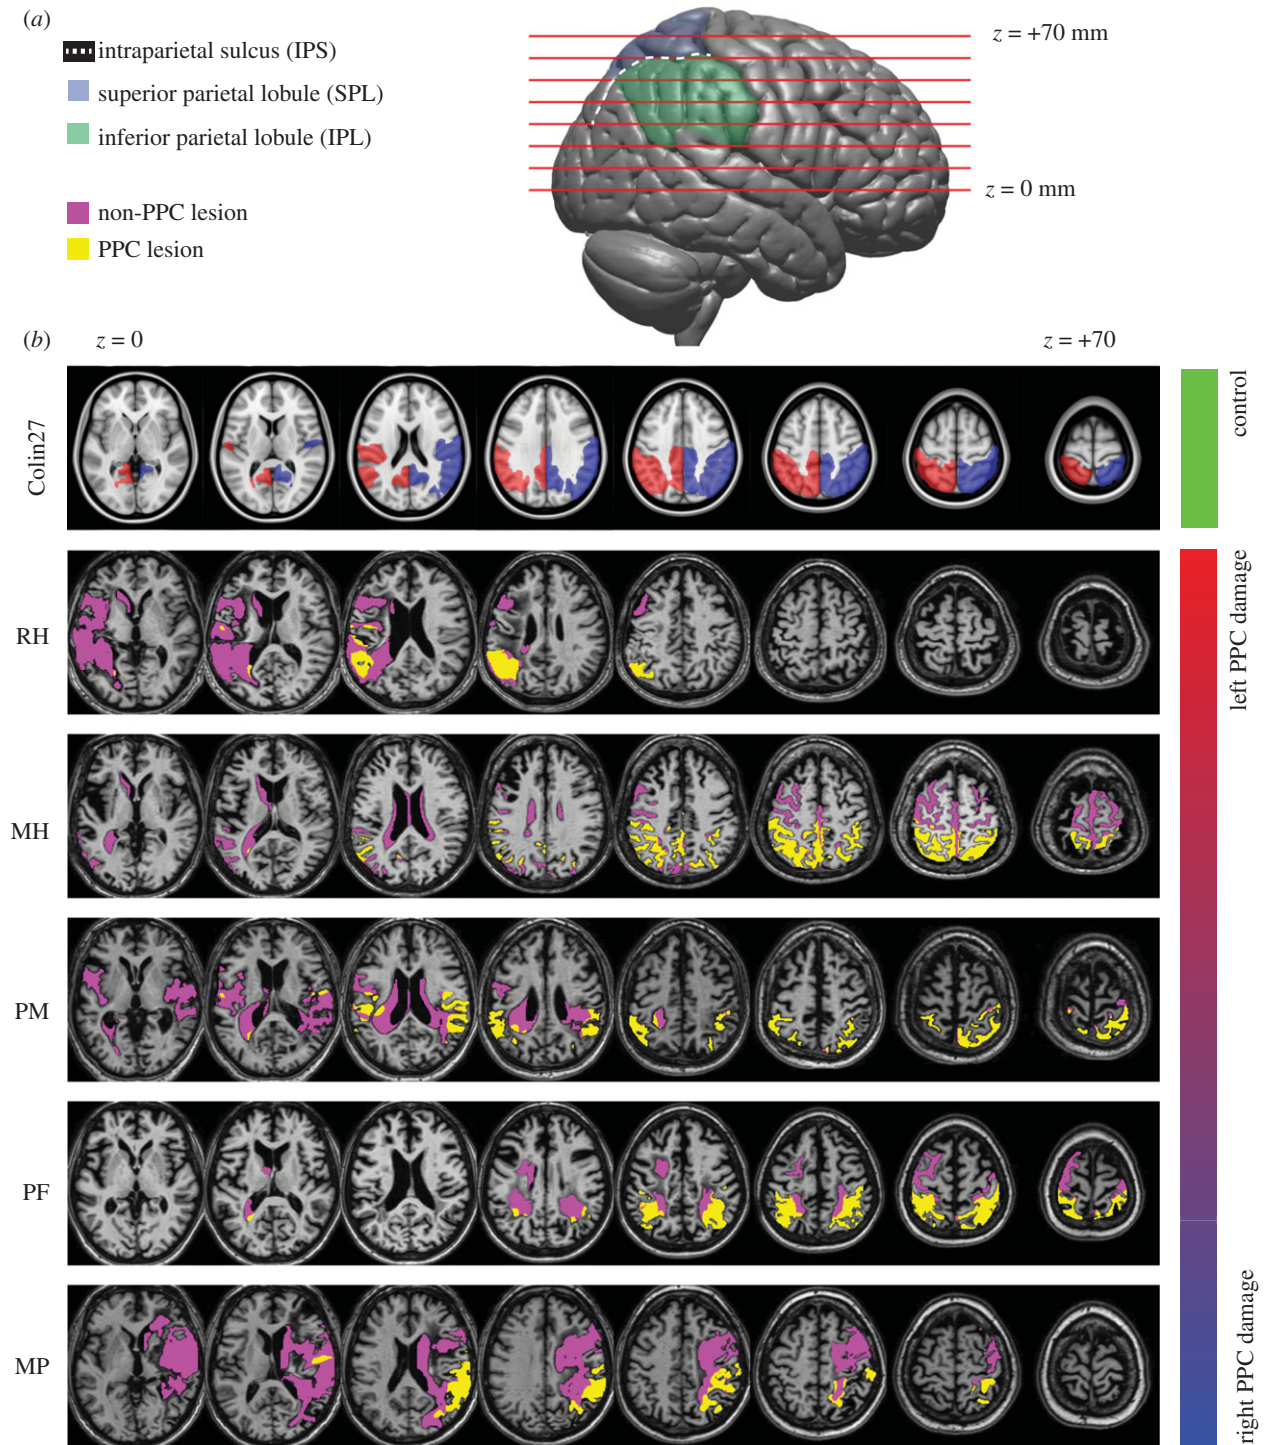 (a)
intraparietal sulcus (IPS)
superior parietal lobule (SPL)
inferior parietal lobule (IPL)
non-PPC lesion
PPC lesion
z = +70 mm
z = 0 mm
(b)
z = 0
z = +70
Colin27
control
RH
left PPC damage
MH
PM
PF
MP
right PPC damage